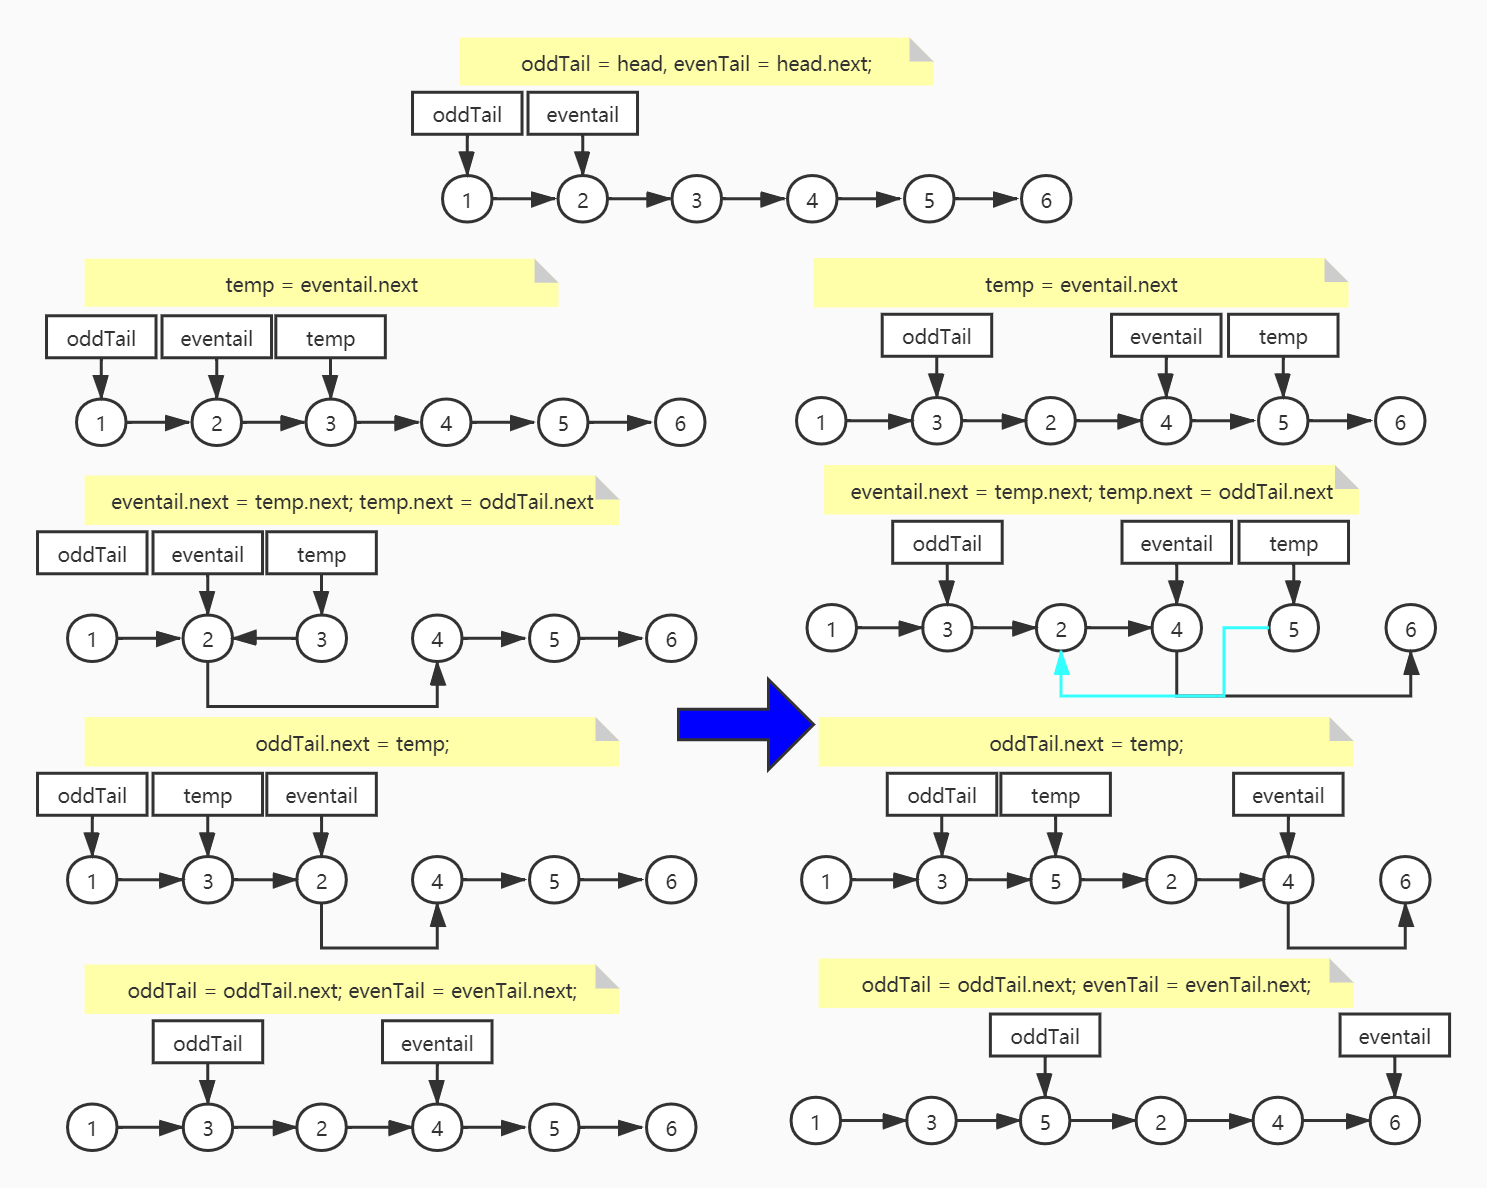 oddTail = head, evenTail = head.next;
oddTail eventail
1 2 3 4 5 6
temp = eventail.next
oddTail eventail temp
1 2 3 4 5 6
eventail.next = temp.next; temp.next = oddTail.next
oddTail eventail temp
1 2 3 4 5 6
oddTail.next = temp;
oddTail temp eventail
1 3 2 4 5 6
oddTail = oddTail.next; evenTail = evenTail.next;
oddTail eventail
1 3 2 4 5 6
temp = eventail.next
oddTail eventail temp
1 3 2 4 5 6
eventail.next = temp.next; temp.next = oddTail.next
oddTail eventail temp
1 3 2 4 5 6
oddTail.next = temp;
oddTail temp eventail
1 3 5 2 4 6
oddTail = oddTail.next; evenTail = evenTail.next;
oddTail eventail
1 3 5 2 4 6